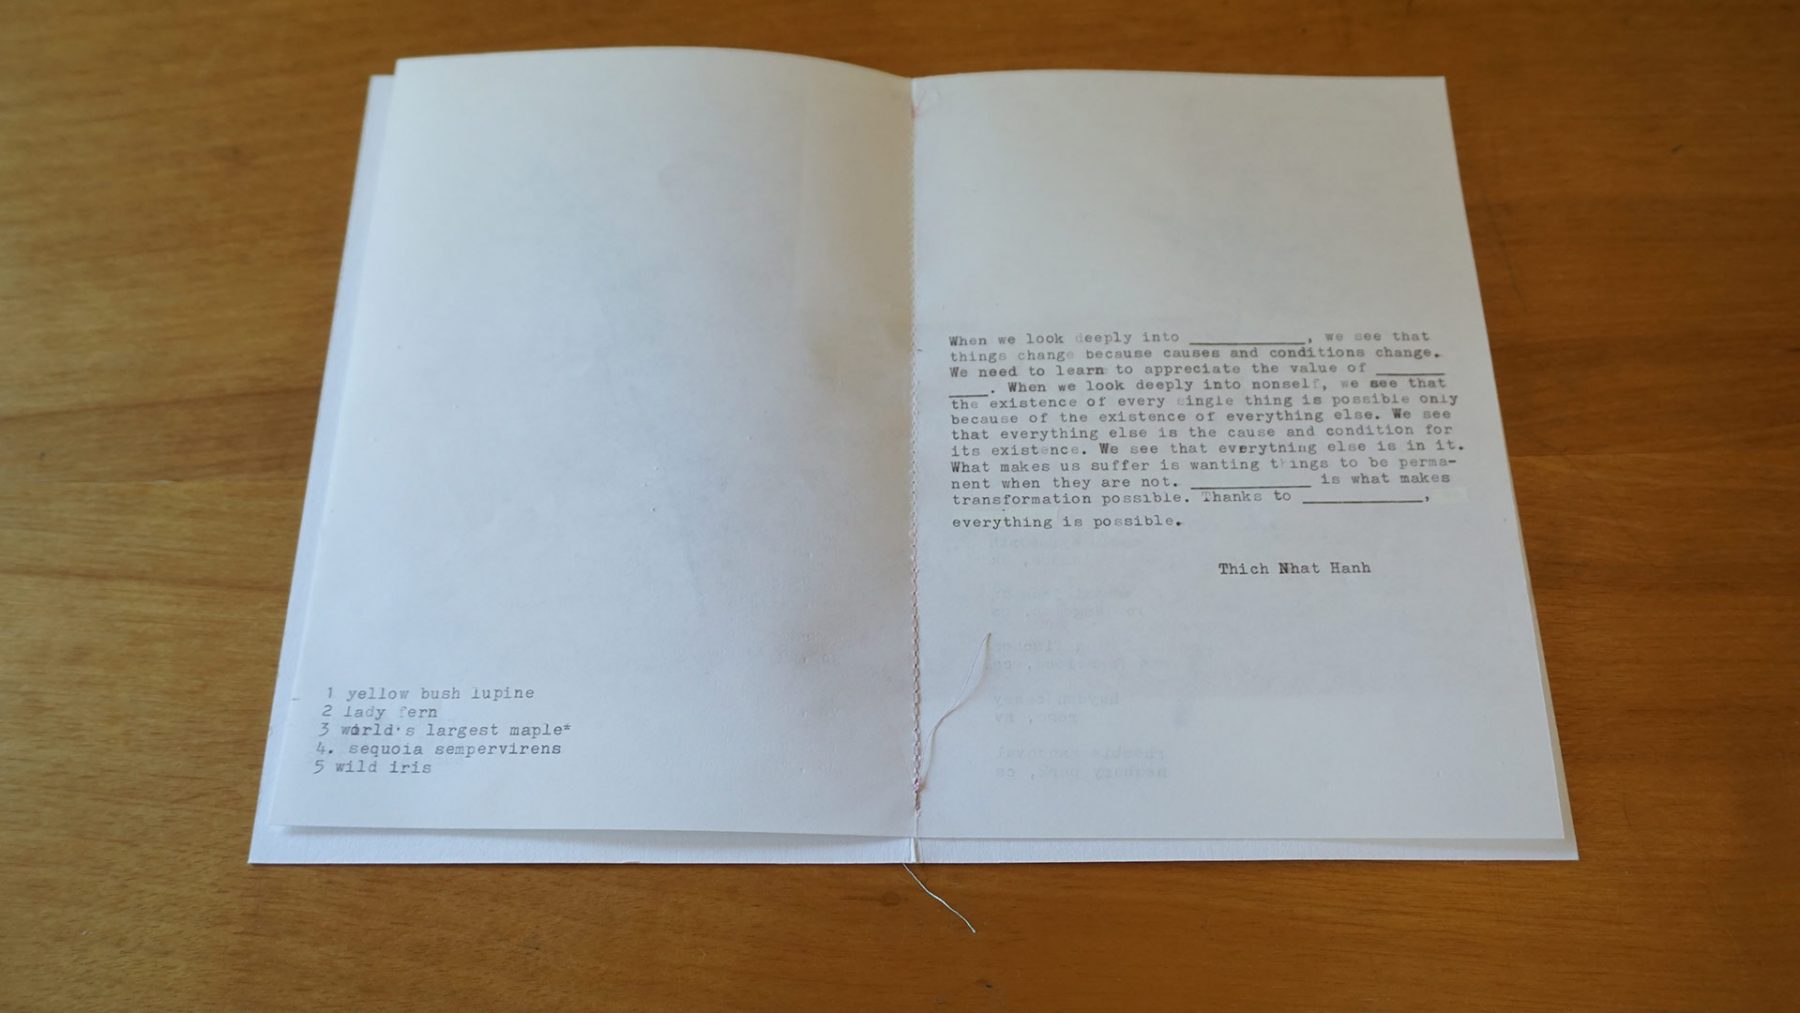 1 yellow bush lupine
2 lady fern
3 world's largest maple*
4. sequoia sempervirens
5 wild iris
When we look deeply into ____________, we see that
things change because causes and conditions change.
We need to learn to appreciate the value of _______
____. When we look deeply into nonself, we see that
the existence of every single thing is possible only
because of the existence of everything else. We see
that everything else is the cause and condition for
its existence. We see that everything else is in it.
What makes us suffer is wanting things to be perma-
nent when they are not. ____________ is what makes
transformation possible. Thanks to ____________,
everything is possible.
Thich Nhat Hanh